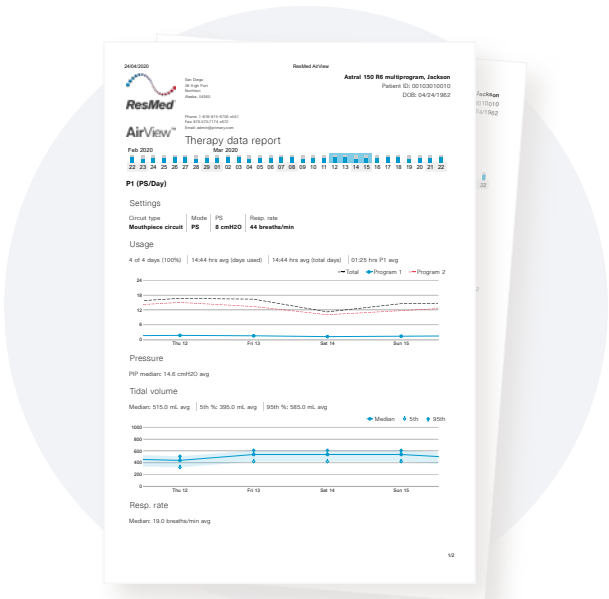 24/04/2020
ResMed AirView
ResMed
San Diego
Astral 150 R6 multiprogram, Jackson
Patient ID: 00103010010
DOB: 04/24/1962
AirView™
Therapy data report
Feb 2020 Mar 2020
22 23 24 25 26 27 28 29 01 02 03 04 05 06 07 08 09 10 11 12 13 14 15 16 17 18 19 20 21 22
P1 (PS/Day)
Settings
Circuit type Mode PS Resp. rate
Mouthpiece circuit PS 8 cmH2O 44 breaths/min
Usage
4 of 4 days (100%) 14:44 hrs avg (days used) 14:44 hrs avg (total days) 01:25 hrs P1 avg
Total Program 1 Program 2
24
18
12
6
0
Thu 12 Fri 13 Sat 14 Sun 15
Pressure
PIP median: 14.6 cmH2O avg
Tidal volume
Median: 515.0 mL avg 5th %: 395.0 mL avg 95th %: 585.0 mL avg
Median 5th 95th
1000
800
600
400
200
0
Thu 12 Fri 13 Sat 14 Sun 15
Resp. rate
Median: 19.0 breaths/min avg
1/2
Jackson
22